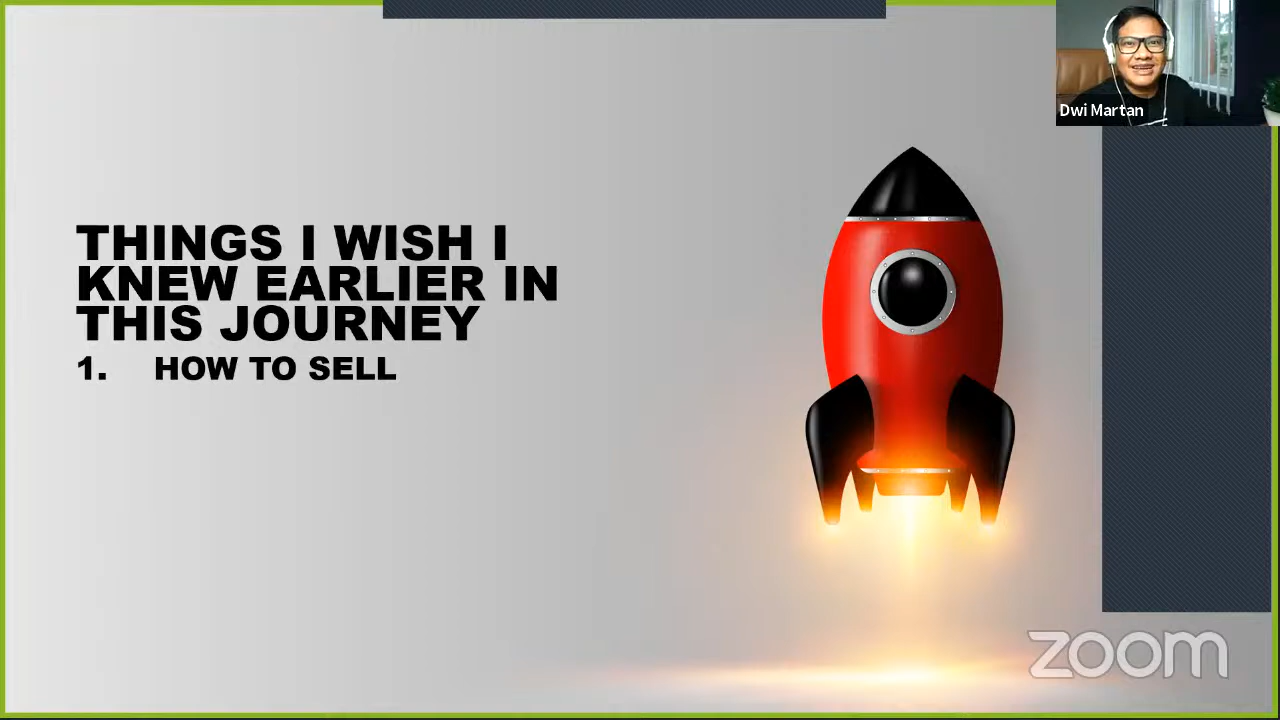 Dwi Martan
THINGS I WISH I
KNEW EARLIER IN
THIS JOURNEY
1. HOW TO SELL
zoom